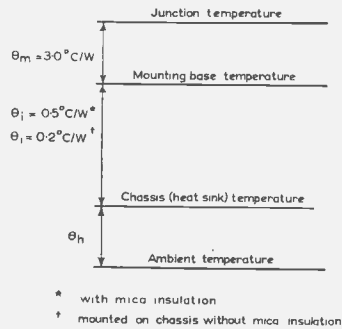 Junction temperature
θm = 3·0°C/W
Mounting base temperature
θi = 0·5°C/W*
θi = 0·2°C/W†
Chassis (heat sink) temperature
θh
Ambient temperature
* with mica insulation
† mounted on chassis without mica insulation